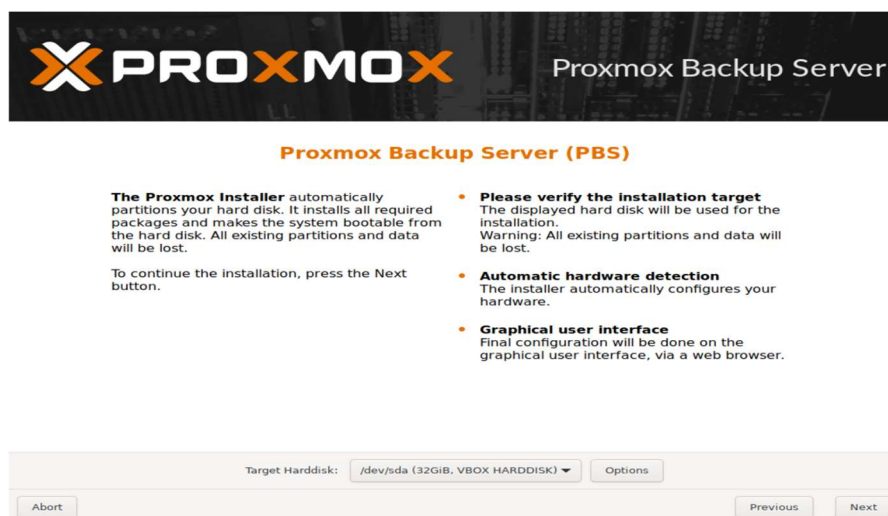 PROXMOX
Proxmox Backup Server
Proxmox Backup Server (PBS)
The Proxmox Installer automatically
partitions your hard disk. It installs all required
packages and makes the system bootable from
the hard disk. All existing partitions and data
will be lost.
To continue the installation, press the Next
button.
Please verify the installation target
The displayed hard disk will be used for the
installation.
Warning: All existing partitions and data will
be lost.
Automatic hardware detection
The installer automatically configures your
hardware.
Graphical user interface
Final configuration will be done on the
graphical user interface, via a web browser.
Target Harddisk: /dev/sda (32GiB, VBOX HARDDISK) Options
Abort Previous Next